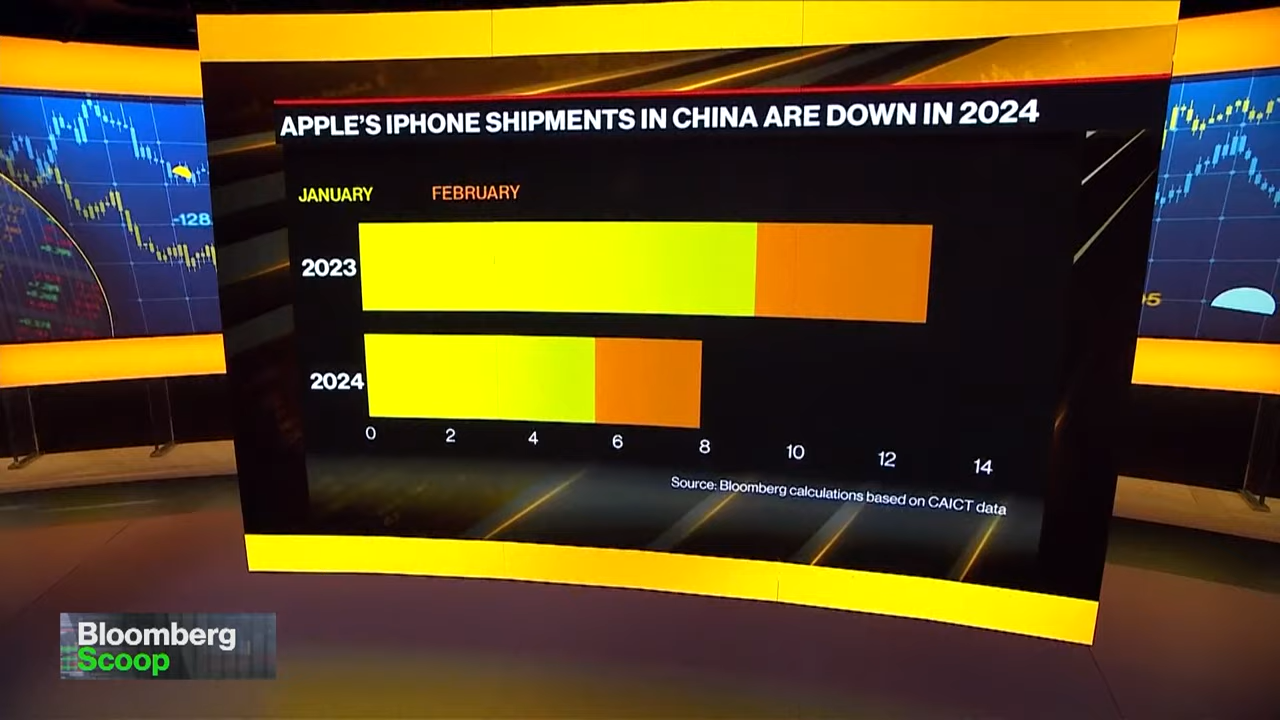 APPLE'S IPHONE SHIPMENTS IN CHINA ARE DOWN IN 2024
JANUARY FEBRUARY
2023
2024
0 2 4 6 8 10 12 14
Source: Bloomberg calculations based on CAICT data
-128
Bloomberg
Scoop